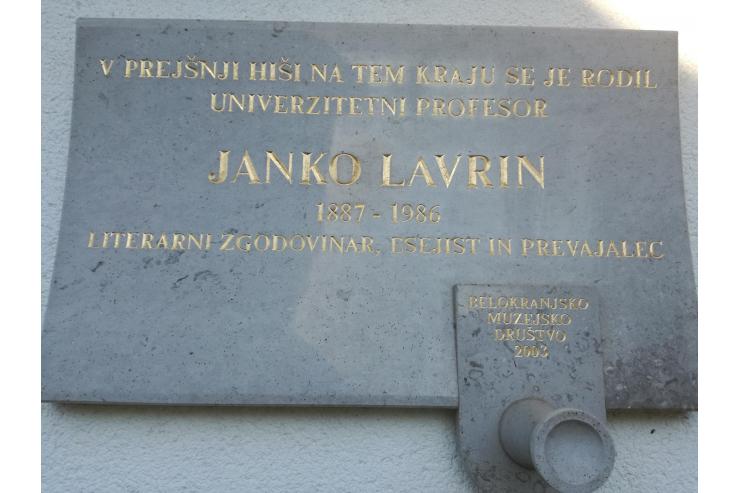 V PREJŠNJI HIŠI NA TEM KRAJU SE JE RODIL
UNIVERZITETNI PROFESOR
JANKO LAVRIN
1887 - 1986
LITERARNI ZGODOVINAR, ESEJIST IN PREVAJALEC
BELOKRANJSKO
MUZEJSKO
DRUŠTVO
2003